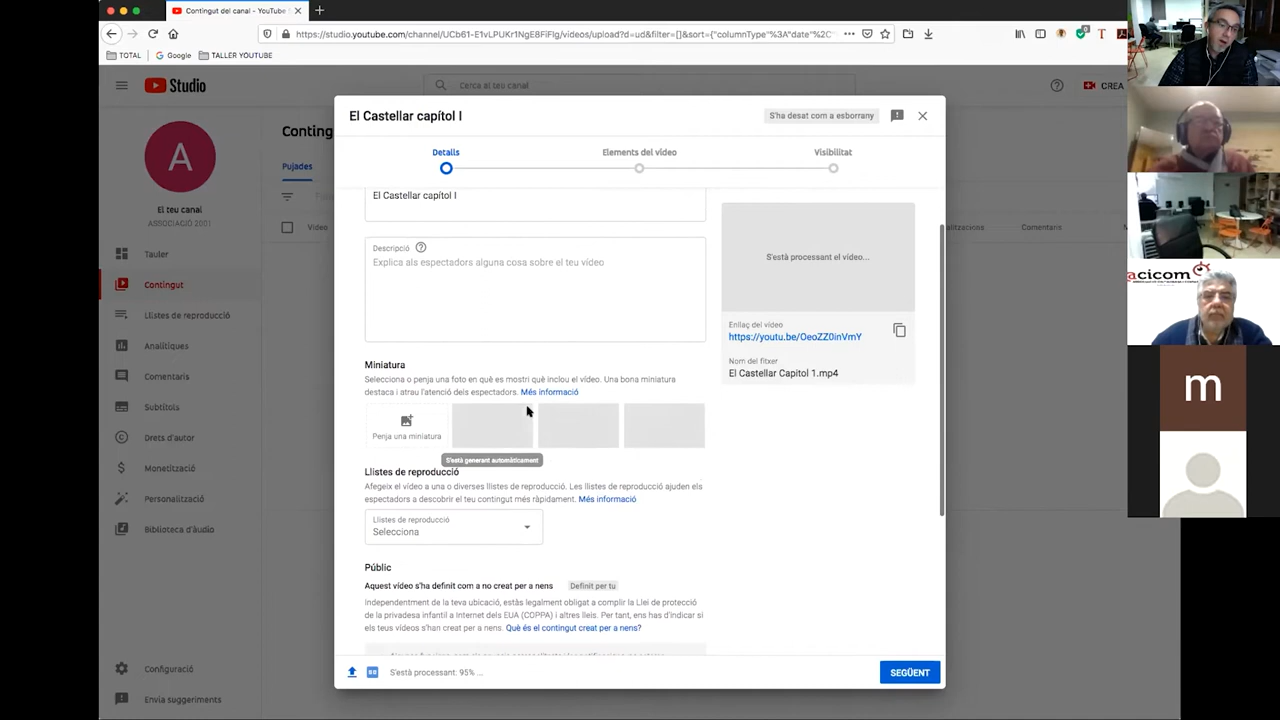 Contingut del canal - YouTube S
https://studio.youtube.com/channel/UCb61-E1vLPUKr1NgE8FiFlg/videos/upload?d=ud&filter=[]&sort={"columnType"%3A"date"%2C"
TOTAL
Google
TALLER YOUTUBE
Studio
Cerca al teu canal
CREA
A
El teu canal
ASSOCIACIÓ 2001
Tauler
Contingut
Llistes de reproducció
Analítiques
Comentaris
Subtítols
Drets d'autor
Monetització
Personalització
Biblioteca d'àudio
Configuració
Envia suggeriments
Conting
Pujades
Vídeo
Comentaris
El Castellar capítol I
S'ha desat com a esborrany
Detalls
Elements del vídeo
Visibilitat
El Castellar capítol I
Descripció
Explica als espectadors alguna cosa sobre el teu vídeo
Miniatura
Selecciona o penja una foto en què es mostri què inclou el vídeo. Una bona miniatura
destaca i atrau l'atenció dels espectadors. Més informació
Penja una miniatura
S'està generant automàticament
Llistes de reproducció
Afegeix el vídeo a una o diverses llistes de reproducció. Les llistes de reproducció ajuden els
espectadors a descobrir el teu contingut més ràpidament. Més informació
Llistes de reproducció
Selecciona
Públic
Aquest vídeo s'ha definit com a no creat per a nens
Definit per tu
Independentment de la teva ubicació, estàs legalment obligat a complir la Llei de protecció
de la privadesa infantil a Internet dels EUA (COPPA) i altres lleis. Per tant, ens has d'indicar si
els teus vídeos s'han creat per a nens. Què és el contingut creat per a nens?
S'està processant el vídeo...
Enllaç del vídeo
https://youtu.be/OeoZZ0inVmY
Nom del fitxer
El Castellar Capitol 1.mp4
S'està processant: 95% ...
SEGÜENT
acicom
m